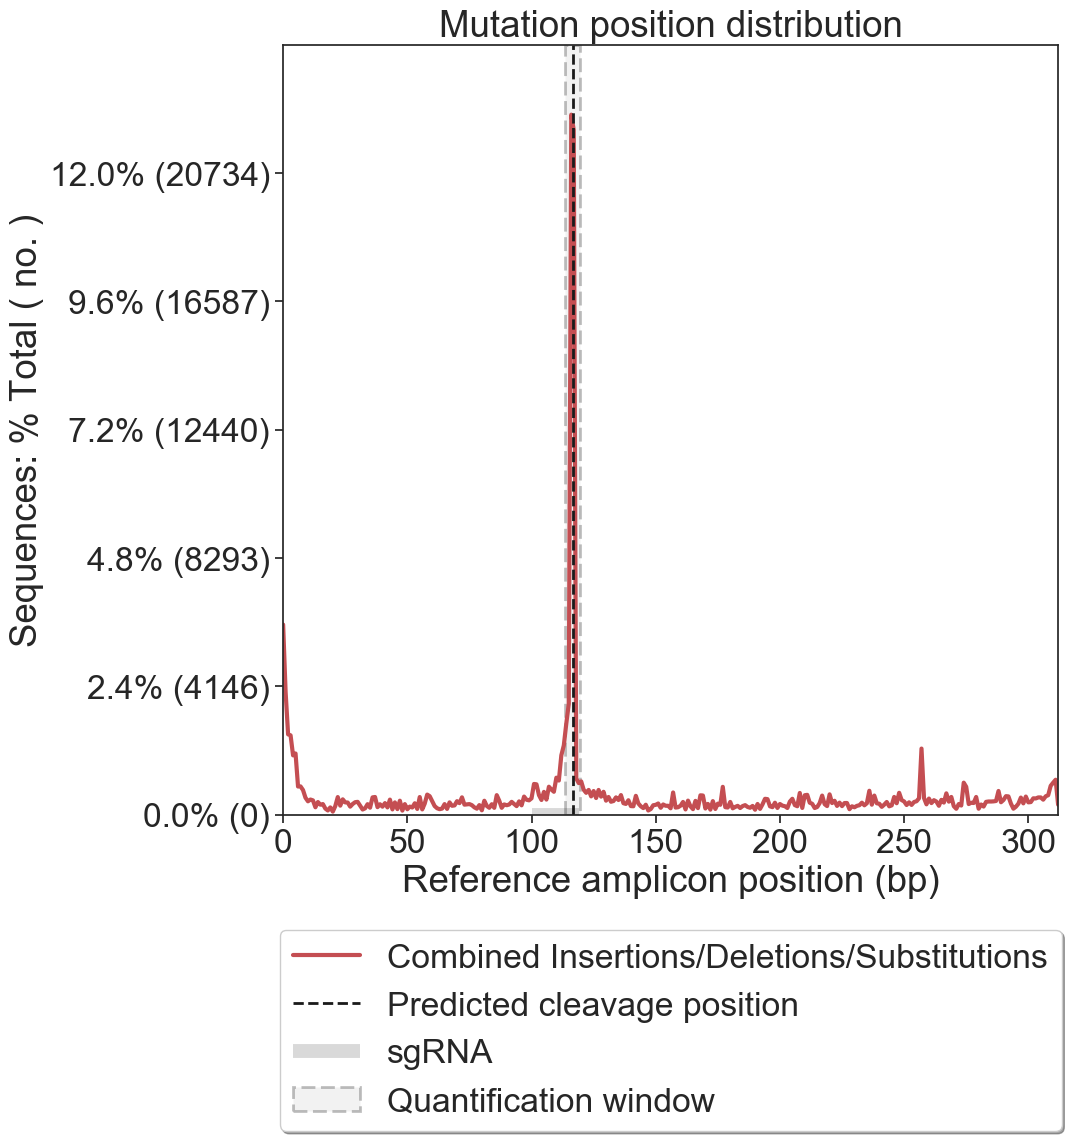 Mutation position distribution
Sequences: % Total ( no. )
12.0% (20734)
9.6% (16587)
7.2% (12440)
4.8% (8293)
2.4% (4146)
0.0% (0)
0 50 100 150 200 250 300
Reference amplicon position (bp)
Combined Insertions/Deletions/Substitutions
Predicted cleavage position
sgRNA
Quantification window